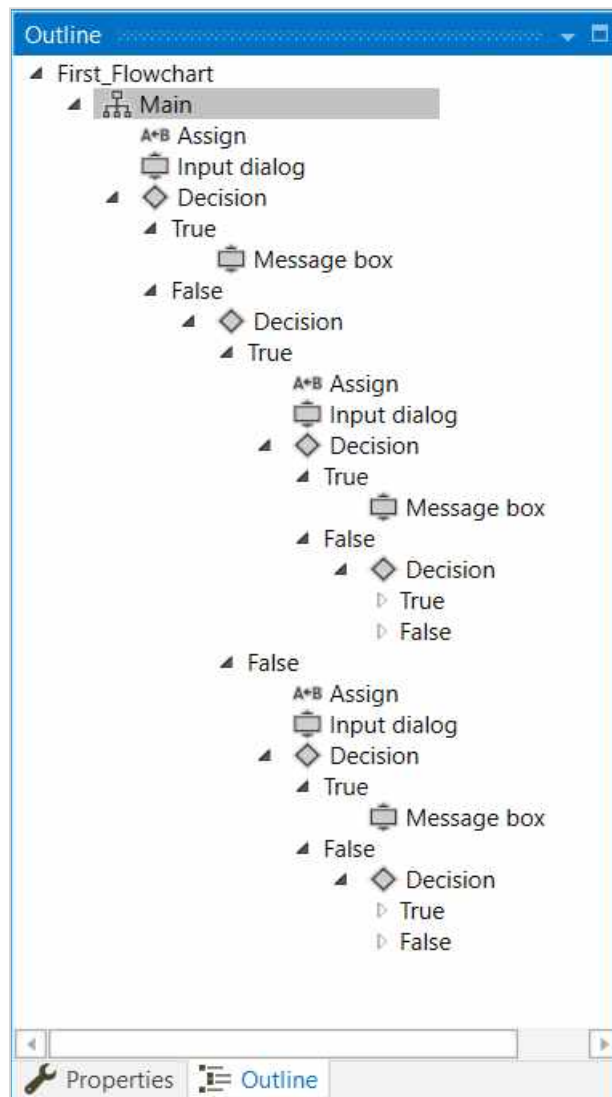 Outline
First_Flowchart
Main
A←B Assign
Input dialog
Decision
True
Message box
False
Decision
True
A←B Assign
Input dialog
Decision
True
Message box
False
Decision
True
False
False
A←B Assign
Input dialog
Decision
True
Message box
False
Decision
True
False
Properties Outline